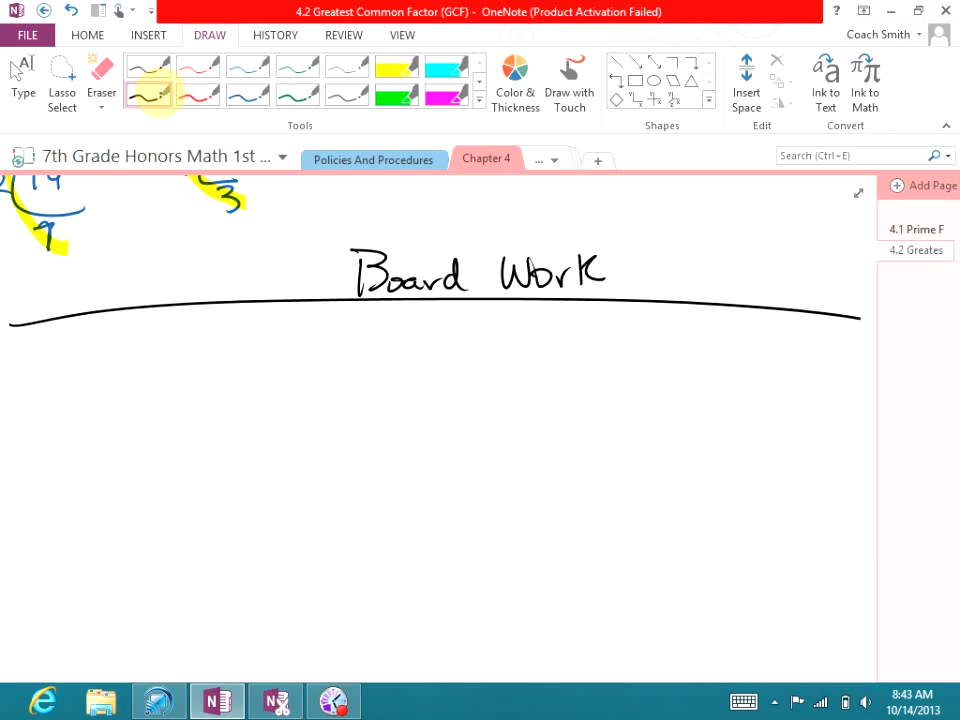 4.2 Greatest Common Factor (GCF) - OneNote (Product Activation Failed)
FILE HOME INSERT DRAW HISTORY REVIEW VIEW Coach Smith
Type Lasso Select Eraser Color & Thickness Draw with Touch Insert Space Ink to Text Ink to Math
Tools Shapes Edit Convert
7th Grade Honors Math 1st ... Policies And Procedures Chapter 4 ... Search (Ctrl+E)
Add Page
3
9
4.1 Prime F
4.2 Greates
Board Work
8:43 AM
10/14/2013